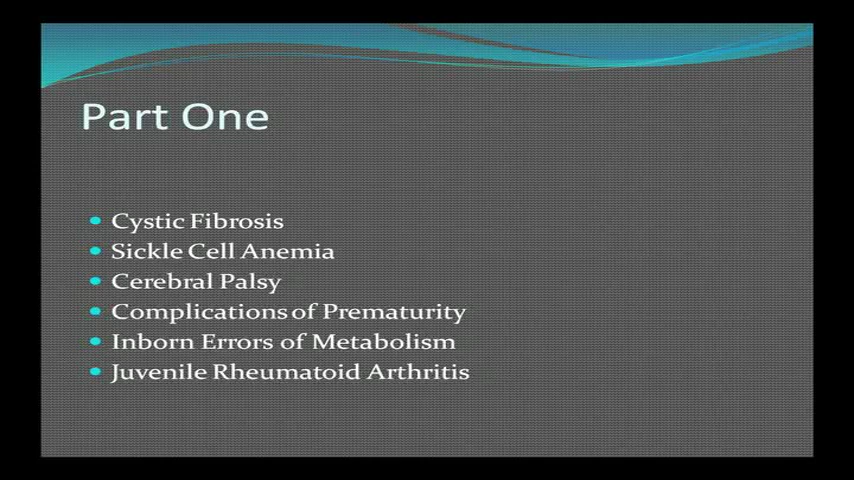 Part One
• Cystic Fibrosis
• Sickle Cell Anemia
• Cerebral Palsy
• Complications of Prematurity
• Inborn Errors of Metabolism
• Juvenile Rheumatoid Arthritis